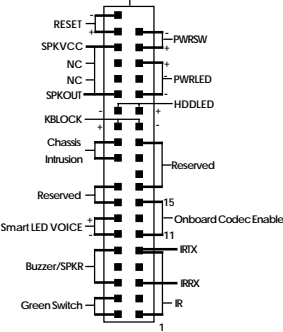 -
RESET
+
-
PWRSW
+
SPKVCC
+
NC
-
NC
PWRLED
SPKOUT
-
HDDLED
-
+
KBLOCK
+
-
Chassis
Intrusion
Reserved
Reserved
15
+
Smart LED VOICE
-
Onboard Codec Enable
11
IRTX
Buzzer/SPKR
IRRX
Green Switch
IR
1